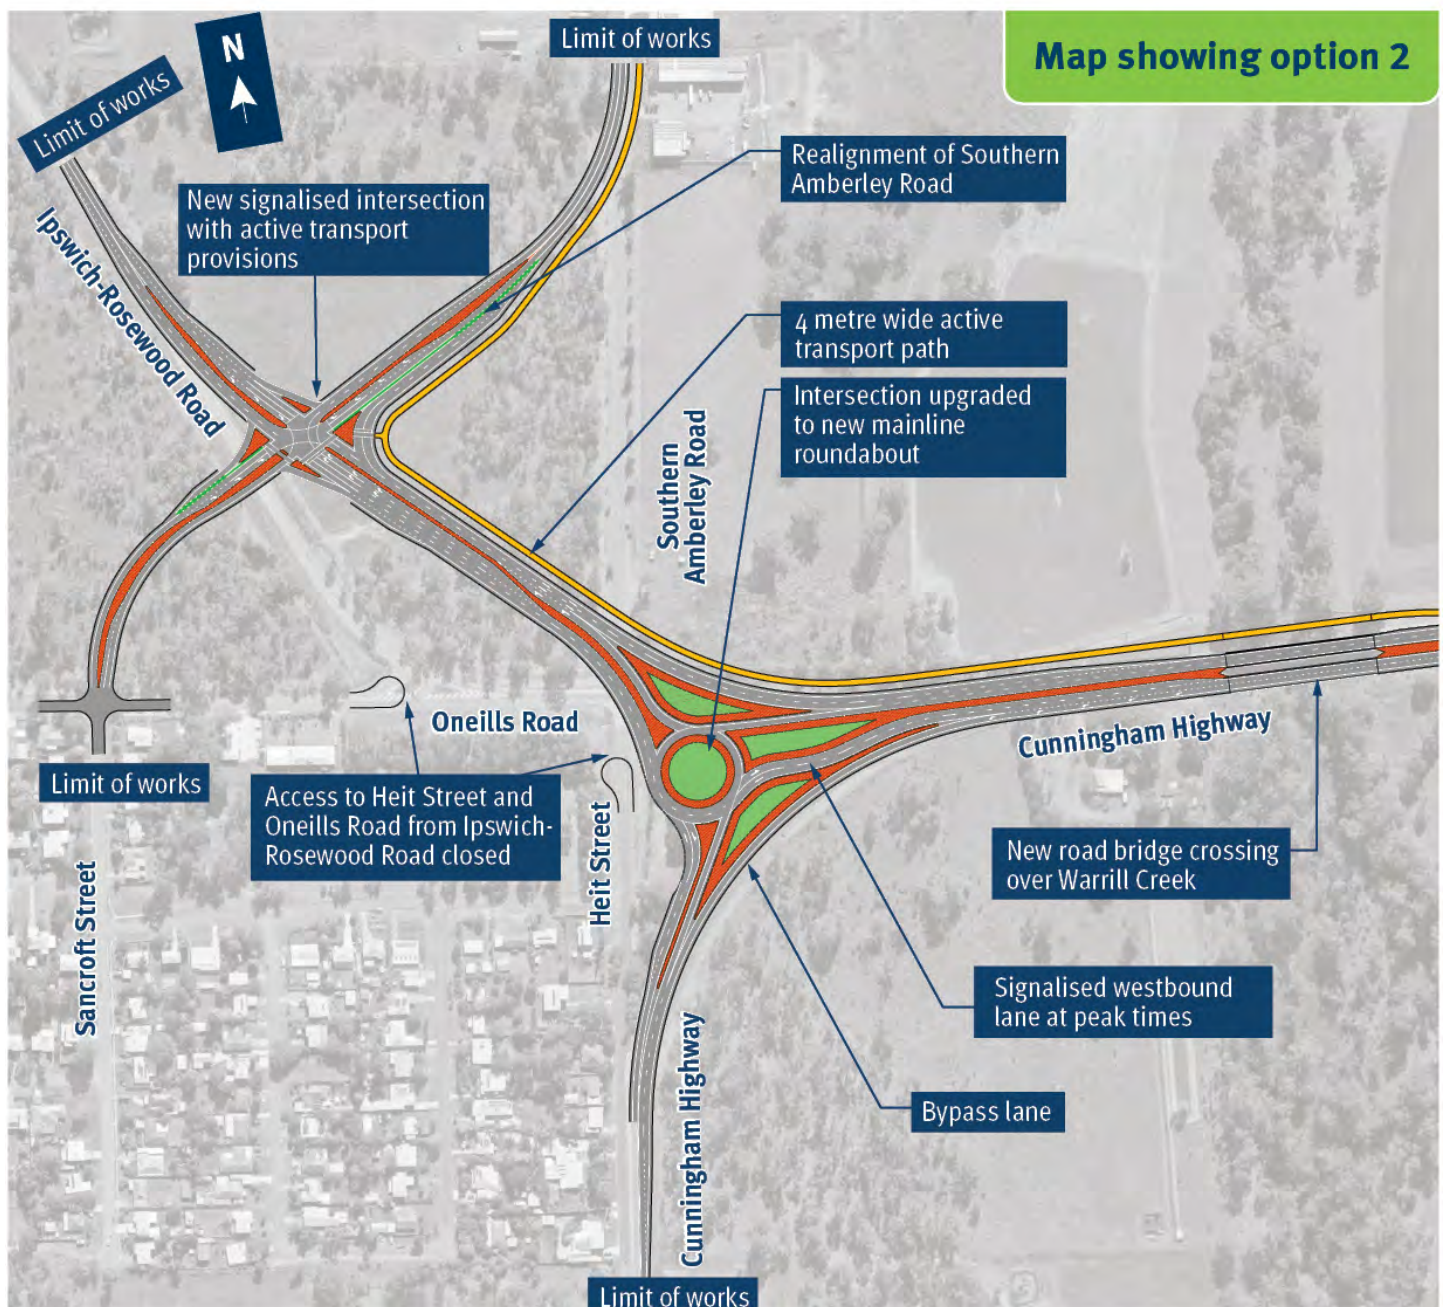 Map showing option 2
N
Limit of works
Limit of works
Realignment of Southern
Amberley Road
New signalised intersection
with active transport
provisions
Ipswich-Rosewood Road
4 metre wide active
transport path
Intersection upgraded
to new mainline
roundabout
Southern
Amberley Road
Oneills Road
Cunningham Highway
Limit of works
Access to Heit Street and
Oneills Road from Ipswich-
Rosewood Road closed
Heit Street
New road bridge crossing
over Warrill Creek
Sancroft Street
Signalised westbound
lane at peak times
Cunningham Highway
Bypass lane
Limit of works